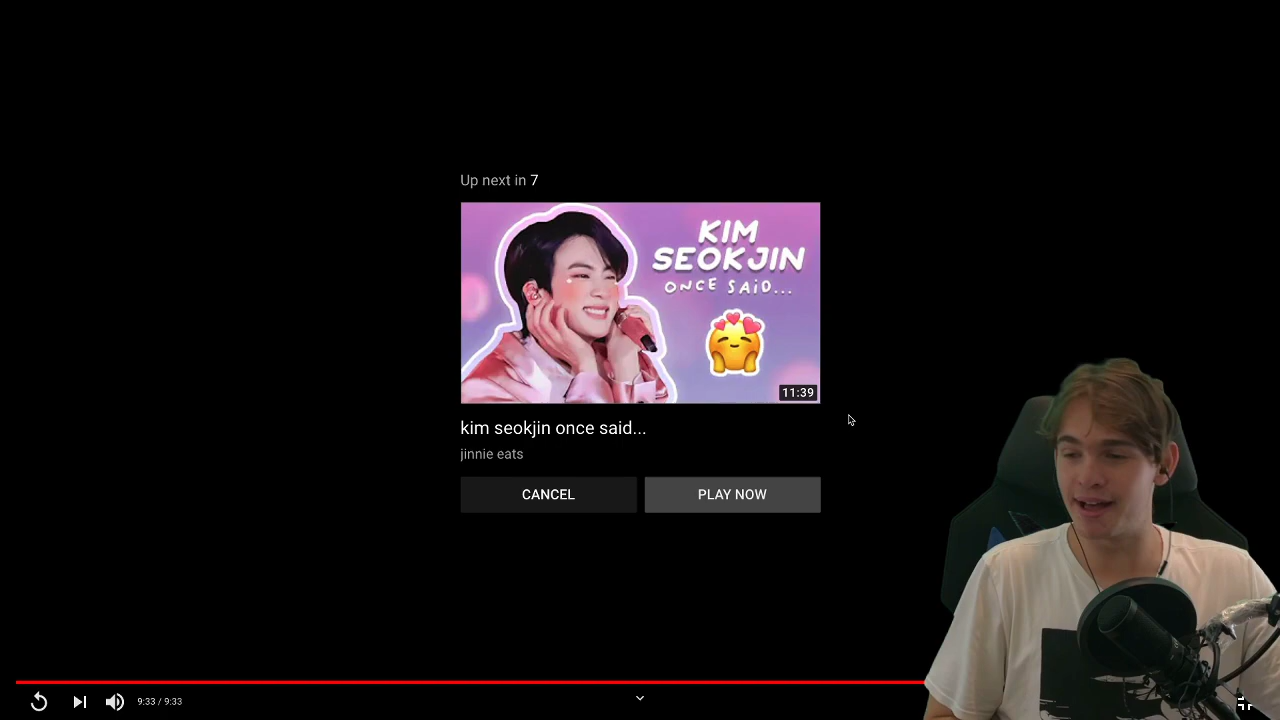 Up next in 7
KIM
SEOKJIN
ONCE SAiD...
11:39
kim seokjin once said...
jinnie eats
CANCEL
PLAY NOW
9:33 / 9:33